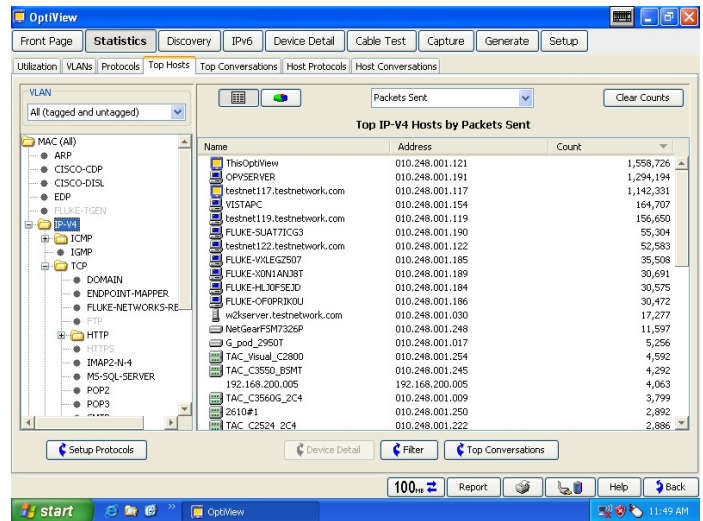 OptiView
Front Page Statistics Discovery IPv6 Device Detail Cable Test Capture Generate Setup
Utilization VLANs Protocols Top Hosts Top Conversations Host Protocols Host Conversations
VLAN
All (tagged and untagged)
Packets Sent
Clear Counts
Top IP-V4 Hosts by Packets Sent
MAC (All)
ARP
CISCO-CDP
CISCO-DISL
EDP
FLUKE-TGEN
IP-V4
ICMP
IGMP
TCP
DOMAIN
ENDPOINT-MAPPER
FLUKE-NETWORKS-RE
FTP
HTTP
HTTPS
IMAP2-N-4
MS-SQL-SERVER
POP2
POP3
Name Address Count
ThisOptiView 010.248.001.121 1,558,726
OPVSERVER 010.248.001.191 1,294,194
testnet117.testnetwork.com 010.248.001.117 1,142,331
VISTAPC 010.248.001.154 164,707
testnet119.testnetwork.com 010.248.001.119 156,650
FLUKE-SUAT7ICG3 010.248.001.190 55,304
testnet122.testnetwork.com 010.248.001.122 52,583
FLUKE-VXLEGZ507 010.248.001.185 35,508
FLUKE-X0N1ANJ8T 010.248.001.189 30,691
FLUKE-HLJ0FSEJD 010.248.001.184 30,575
FLUKE-OF0PRIK0U 010.248.001.186 30,472
w2kserver.testnetwork.com 010.248.001.030 17,277
NetGearFSM7326P 010.248.001.248 11,597
G_pod_2950T 010.248.001.017 5,256
TAC_Visual_C2800 010.248.001.254 4,592
TAC_C3550_BSMT 010.248.001.245 4,292
192.168.200.005 192.168.200.005 4,063
TAC_C3560G_2C4 010.248.001.009 3,799
2610#1 010.248.001.250 2,892
TAC_C2524_2C4 010.248.001.222 2,886
Setup Protocols Device Detail Filter Top Conversations
100 Report Help Back
start OptiView 11:49 AM